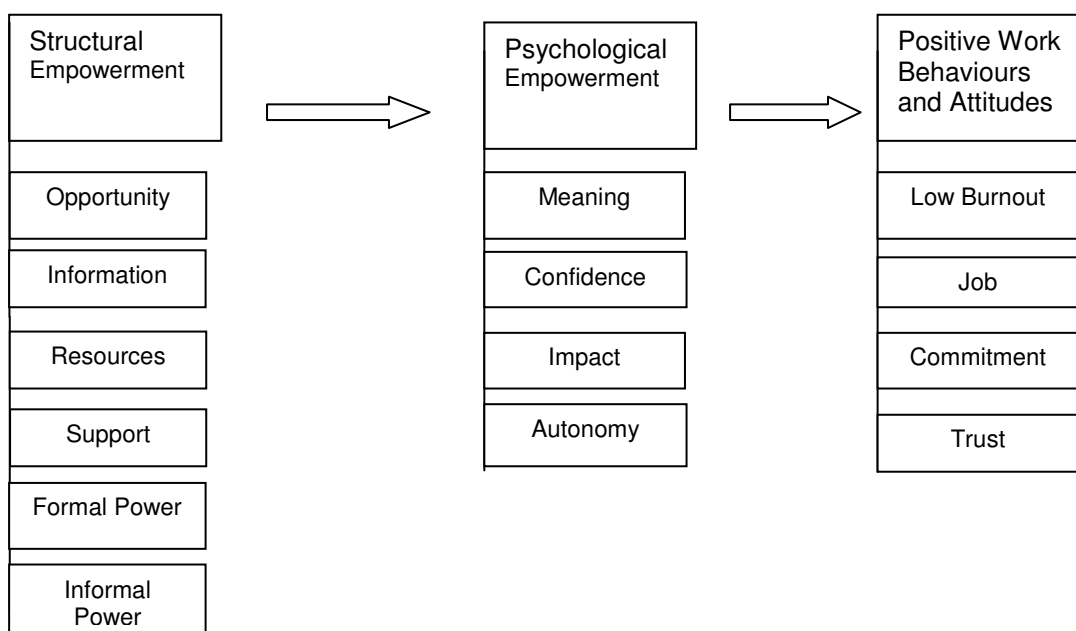 Structural
Empowerment
Opportunity
Information
Resources
Support
Formal Power
Informal
Power
Psychological
Empowerment
Meaning
Confidence
Impact
Autonomy
Positive Work
Behaviours
and Attitudes
Low Burnout
Job
Commitment
Trust